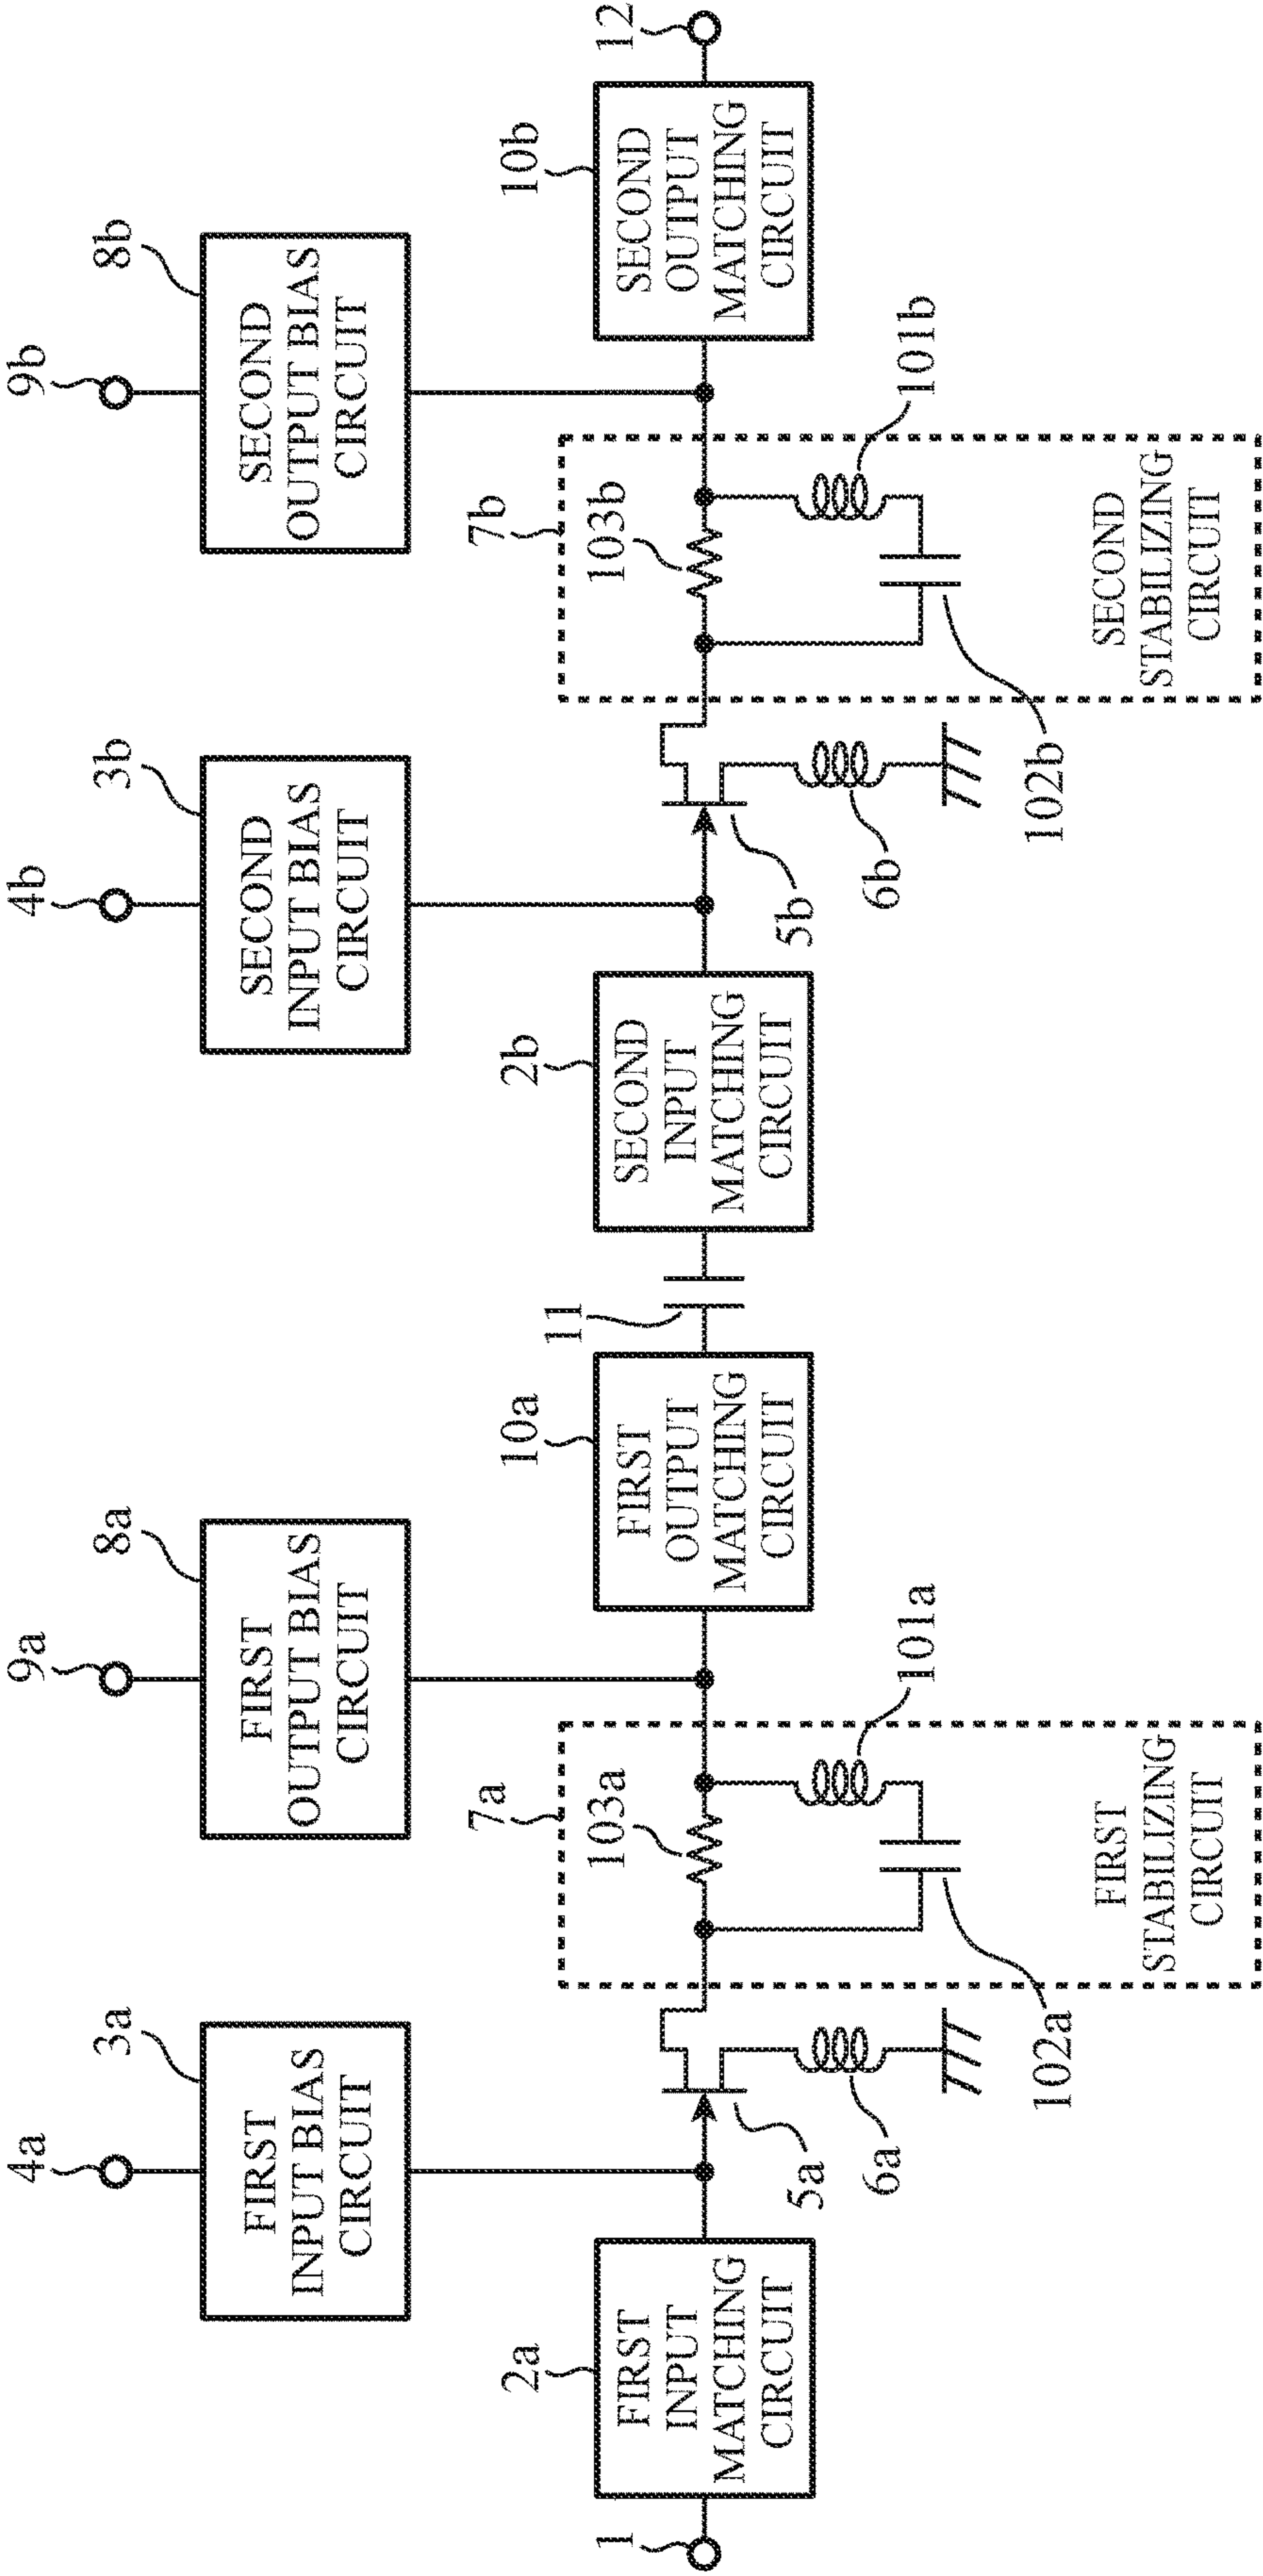 4a
3a
FIRST
INPUT BIAS
CIRCUIT
9a
8a
FIRST
OUTPUT BIAS
CIRCUIT
4b
3b
SECOND
INPUT BIAS
CIRCUIT
9b
8b
SECOND
OUTPUT BIAS
CIRCUIT
1
2a
FIRST
INPUT
MATCHING
CIRCUIT
5a
6a
7a
103a
101a
102a
FIRST
STABILIZING
CIRCUIT
10a
FIRST
OUTPUT
MATCHING
CIRCUIT
11
2b
SECOND
INPUT
MATCHING
CIRCUIT
5b
6b
7b
103b
101b
102b
SECOND
STABILIZING
CIRCUIT
10b
SECOND
OUTPUT
MATCHING
CIRCUIT
12